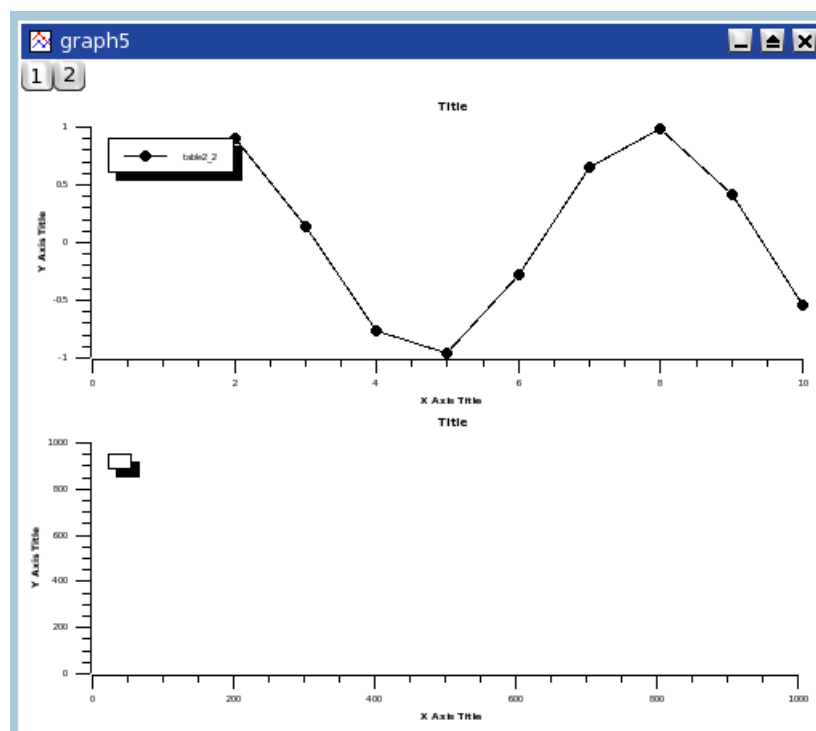 graph5
1 2
Title
1
table2_2
0.5
0
-0.5
-1
Y Axis Title
0 2 4 6 8 10
X Axis Title
Title
1000
800
600
400
200
0
Y Axis Title
0 200 400 600 800 1000
X Axis Title